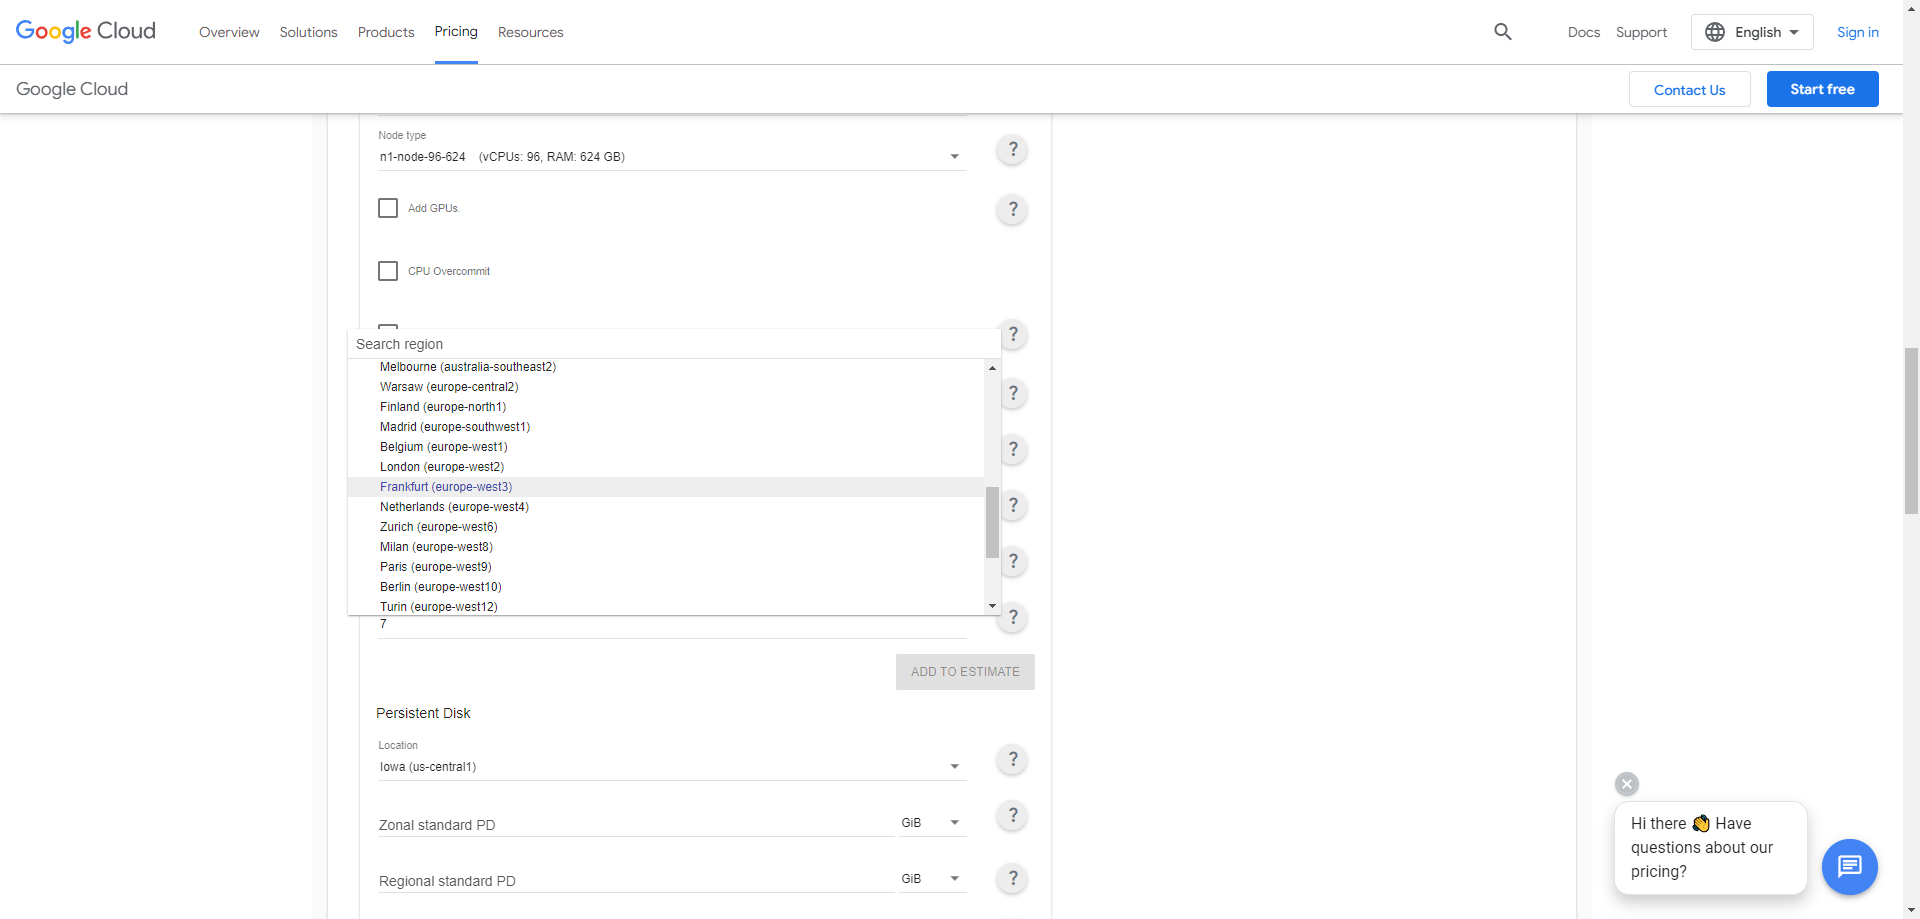 Google Cloud
Overview
Solutions
Products
Pricing
Resources
Docs
Support
English
Sign in
Google Cloud
Contact Us
Start free
Node type
n1-node-96-624 (vCPUs: 96, RAM: 624 GB)
?
Add GPUs.
?
CPU Overcommit
?
Search region
Melbourne (australia-southeast2)
Warsaw (europe-central2)
?
Finland (europe-north1)
Madrid (europe-southwest1)
Belgium (europe-west1)
?
London (europe-west2)
Frankfurt (europe-west3)
Netherlands (europe-west4)
?
Zurich (europe-west6)
Milan (europe-west8)
Paris (europe-west9)
?
Berlin (europe-west10)
Turin (europe-west12)
7
?
ADD TO ESTIMATE
Persistent Disk
Location
Iowa (us-central1)
?
Zonal standard PD
GiB
?
Regional standard PD
GiB
?
Hi there 👋 Have
questions about our
pricing?